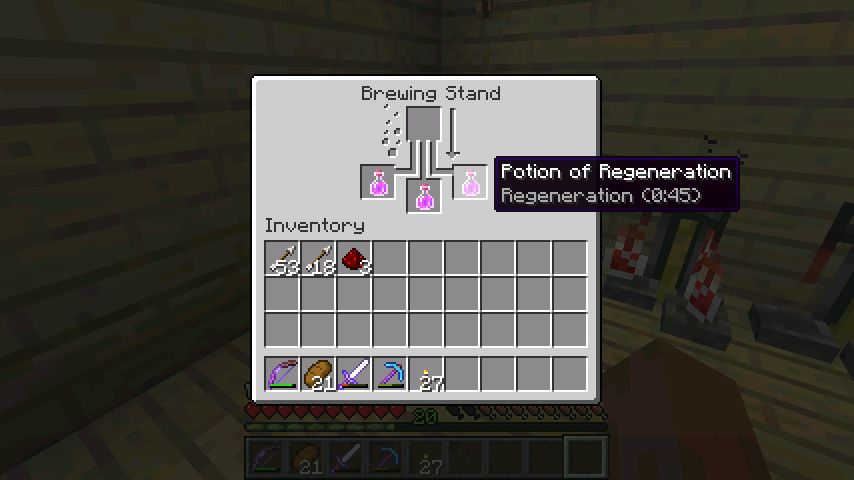 Brewing Stand
Potion of Regeneration
Regeneration (0:45)
Inventory
53 18 3
21 27
20
21 27